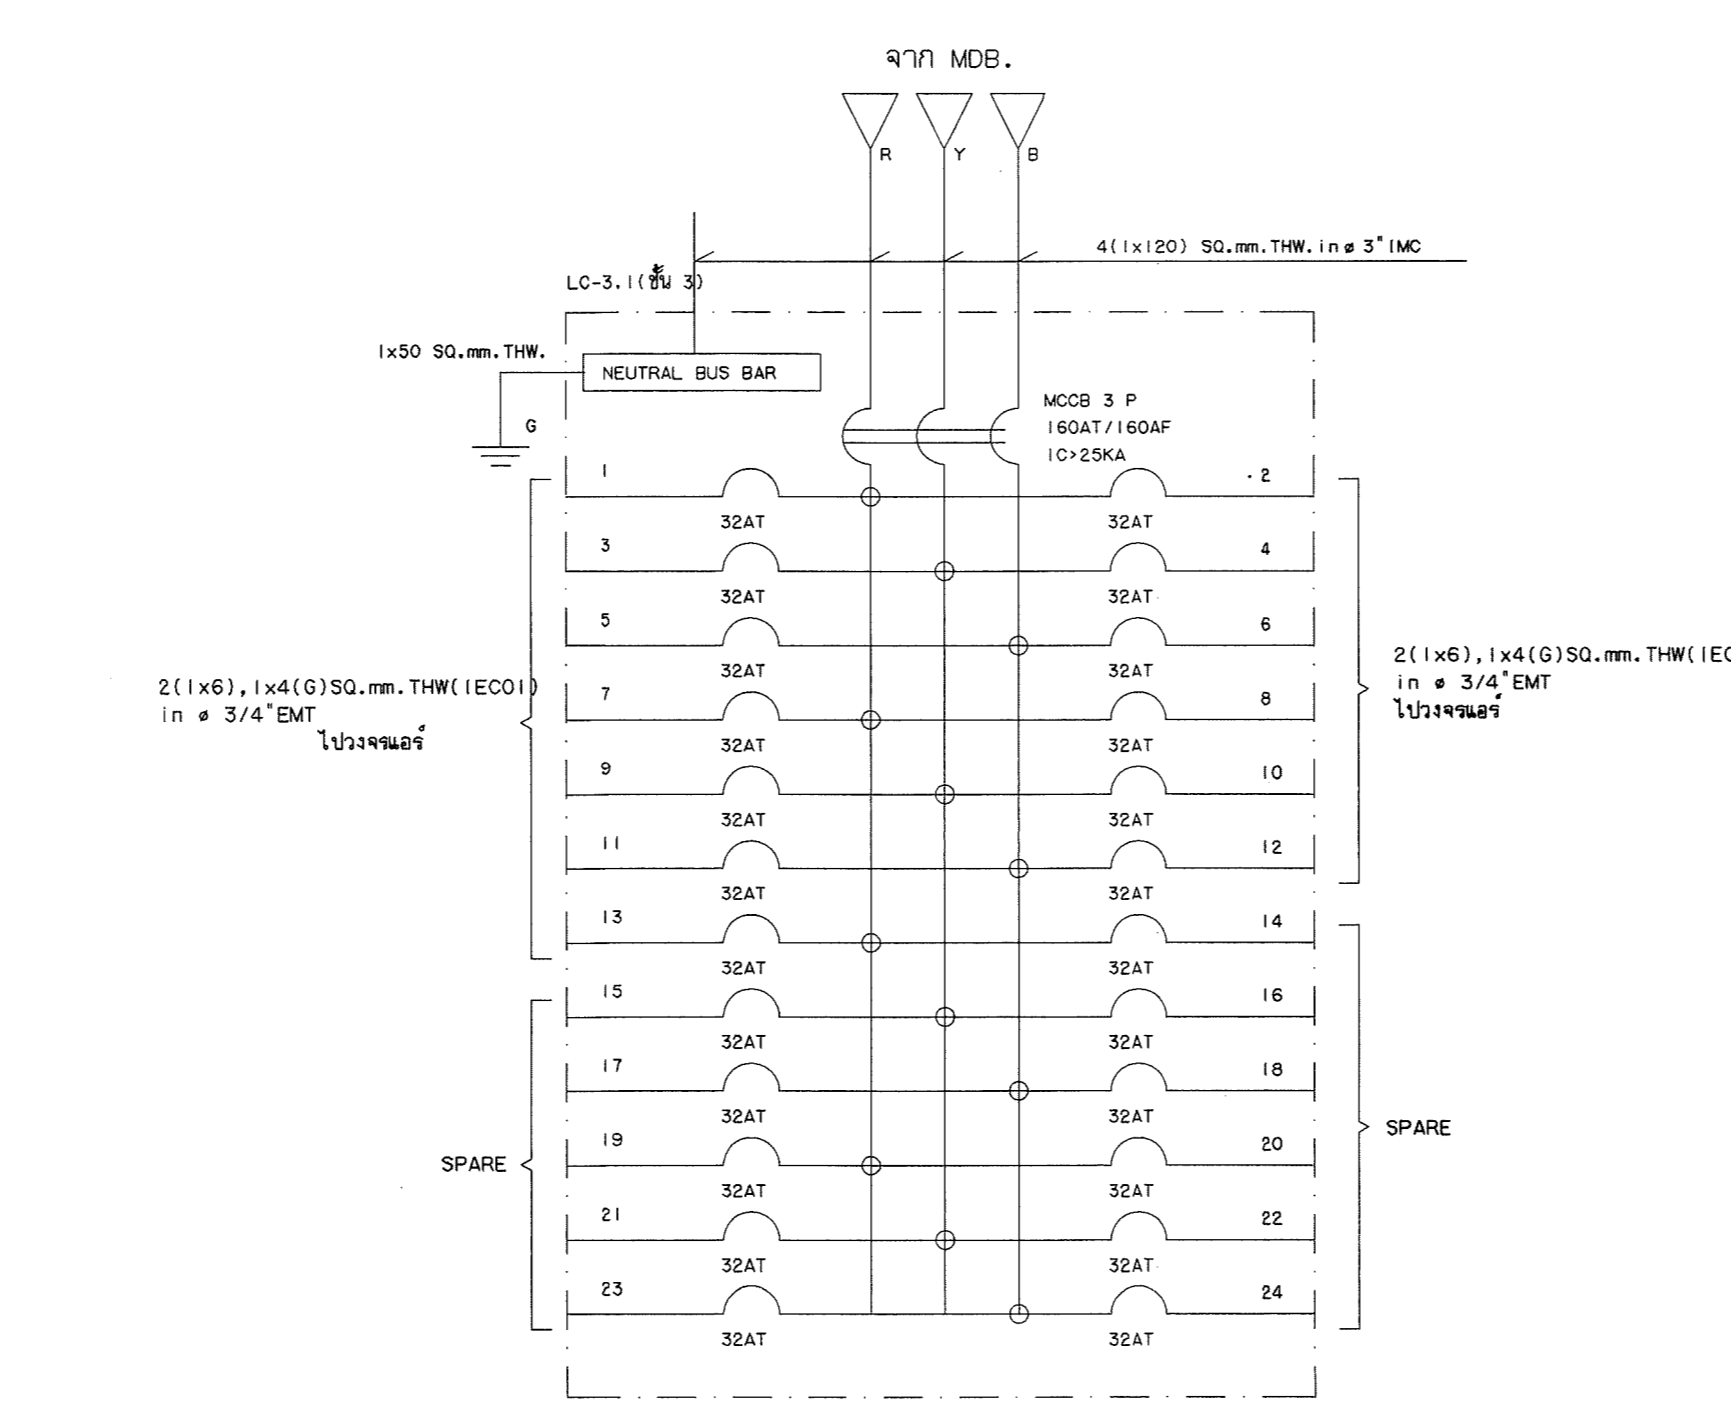 จาก MDB.
R Y B
4(1x120) SQ.mm.THW.in ø 3"IMC
LC-3.1(ชั้น 3)
1x50 SQ.mm.THW.
NEUTRAL BUS BAR
G
MCCB 3 P
160AT/160AF
IC>25KA
1 2
32AT 32AT
3 4
32AT 32AT
5 6
32AT 32AT
2(1x6),1x4(G)SQ.mm.THW(IEC01)
in ø 3/4"EMT
ไปวงจรแอร์
2(1x6),1x4(G)SQ.mm.THW(IEC
in ø 3/4"EMT
ไปวงจรแอร์
7 8
32AT 32AT
9 10
32AT 32AT
11 12
32AT 32AT
13 14
32AT 32AT
15 16
32AT 32AT
17 18
32AT 32AT
SPARE
SPARE
19 20
32AT 32AT
21 22
32AT 32AT
23 24
32AT 32AT